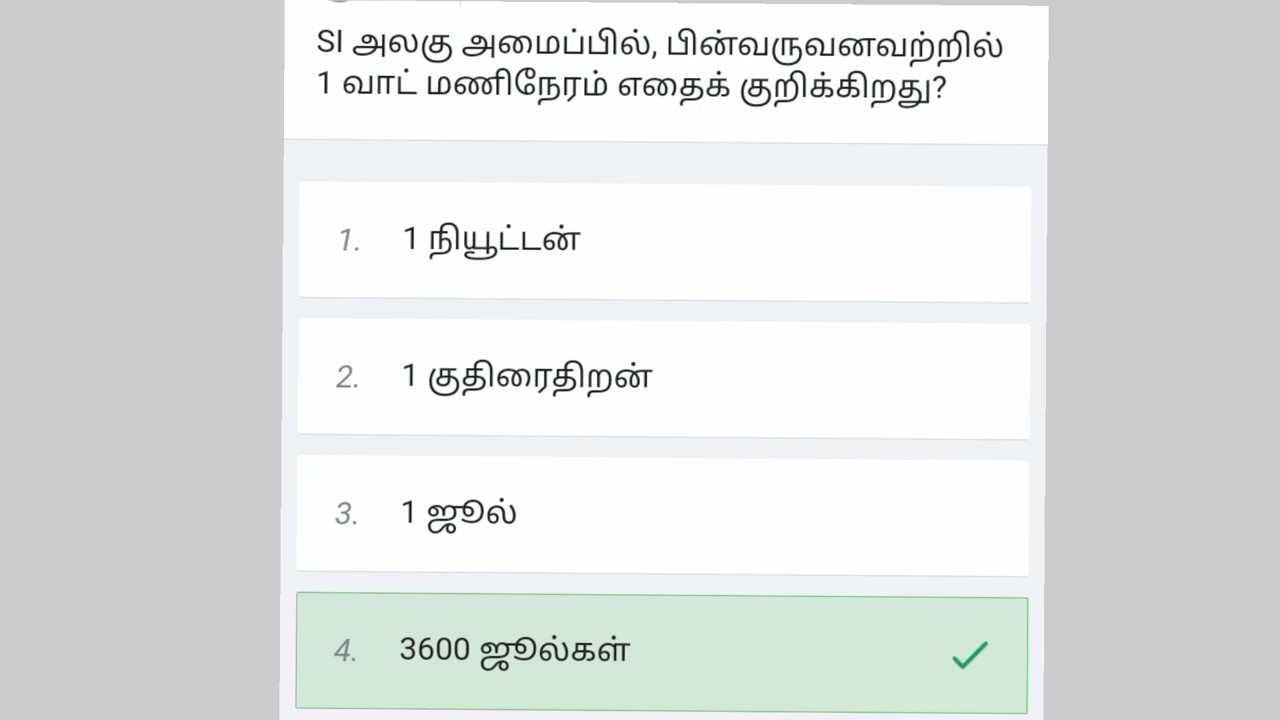 SI அலகு அமைப்பில், பின்வருவனவற்றில்
1 வாட் மணிநேரம் எதைக் குறிக்கிறது?
1. 1 நியூட்டன்
2. 1 குதிரைதிறன்
3. 1 ஜூல்
4. 3600 ஜூல்கள்